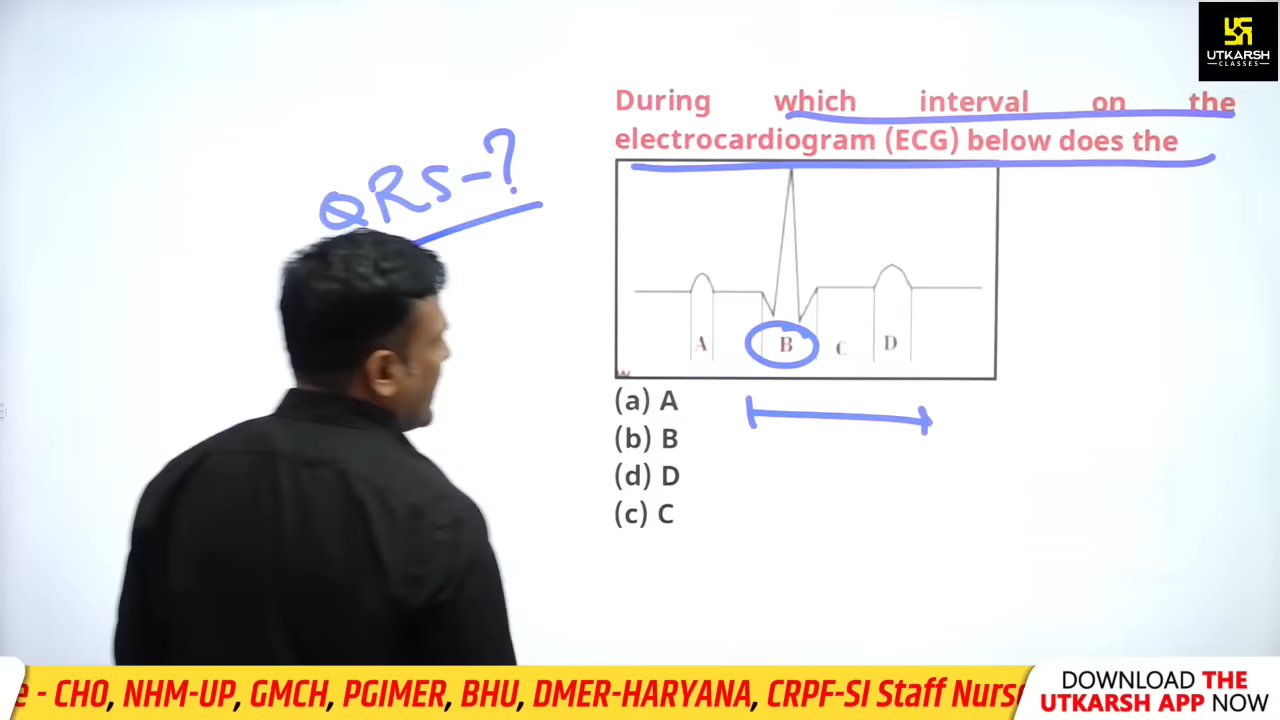 UTKARSH
CLASSES
During which interval on the
electrocardiogram (ECG) below does the
QRS-?
A B C D
(a) A
(b) B
(d) D
(c) C
- CHO, NHM-UP, GMCH, PGIMER, BHU, DMER-HARYANA, CRPF-SI Staff Nurse
DOWNLOAD THE
UTKARSH APP NOW